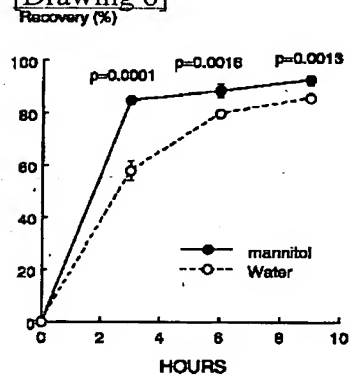 [Drawing 6]
Recovery (%)
100
80
60
40
20
0
p=0.0001
p=0.0016
p=0.0013
mannitol
Water
0 2 4 6 8 10
HOURS